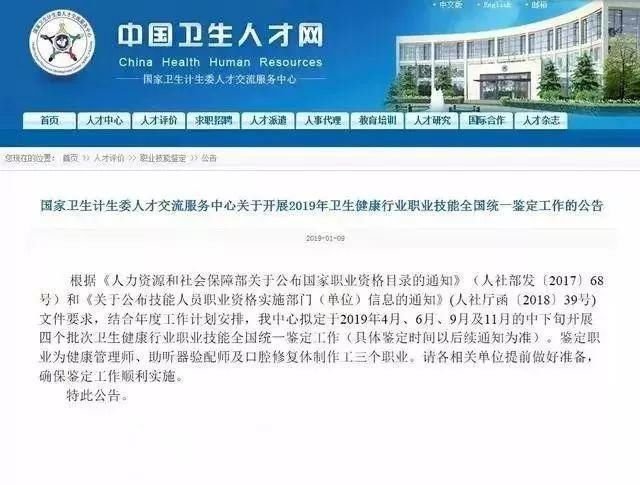 中文版 English 邮箱
中国卫生人才网
China Health Human Resources
国家卫生计生委人才交流服务中心
首页 人才中心 人才评价 求职招聘 人才派遣 人事代理 教育培训 人才研究 国际合作 人才杂志
您现在的位置: 首页 >> 人才评价 >> 职业技能鉴定 >> 公告
国家卫生计生委人才交流服务中心关于开展2019年卫生健康行业职业技能全国统一鉴定工作的公告
2019-01-09
根据《人力资源和社会保障部关于公布国家职业资格目录的通知》（人社部发〔2017〕68
号）和《关于公布技能人员职业资格实施部门（单位）信息的通知》(人社厅函〔2018〕39号)
文件要求，结合年度工作计划安排，我中心拟定于2019年4月、6月、9月及11月的中下旬开展
四个批次卫生健康行业职业技能全国统一鉴定工作（具体鉴定时间以后续通知为准）。鉴定职
业为健康管理师、助听器验配师及口腔修复体制作工三个职业。请各相关单位提前做好准备，
确保鉴定工作顺利实施。
特此公告。